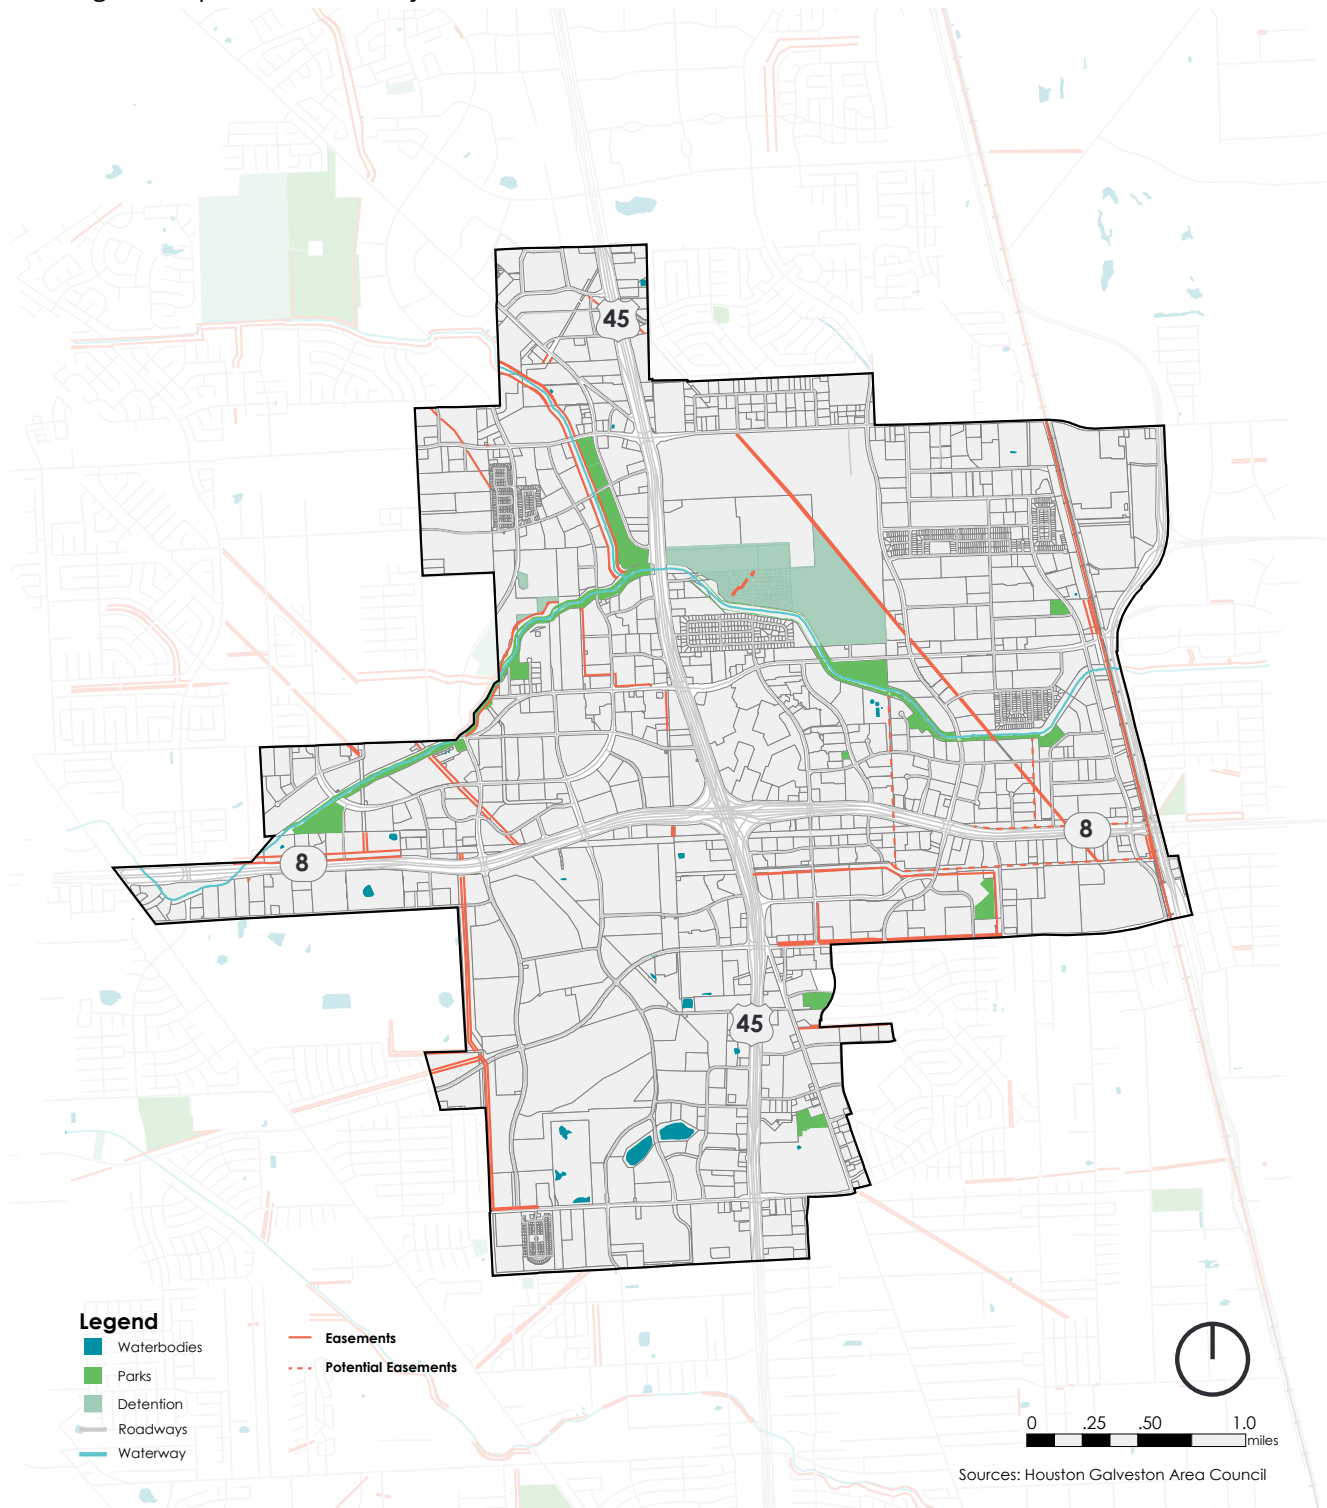 45
8
8
45
Legend
Waterbodies
Parks
Detention
Roadways
Waterway
Easements
Potential Easements
0 .25 .50 1.0
miles
Sources: Houston Galveston Area Council